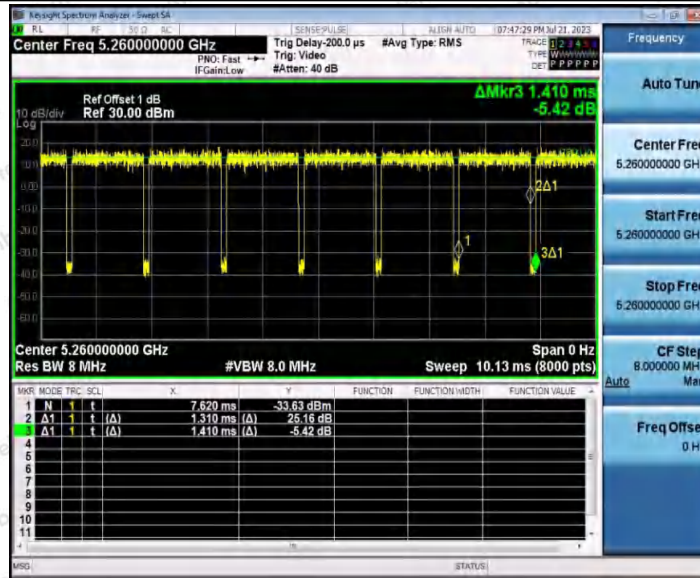 Keysight Spectrum Analyzer - Swept SA
RL RF 50 Ω AC SENSE:PULSE ALIGN AUTO 07:47:29 PM Jul 21, 2023
Center Freq 5.260000000 GHz
PNO: Fast
IFGain:Low
Trig Delay-200.0 μs
Trig: Video
#Atten: 40 dB
#Avg Type: RMS
TRACE 1 2 3 4 5 6
TYPE WWWWWW
DET P P P P P P
Frequency
Auto Tune
ΔMkr3 1.410 ms
-5.42 dB
Ref Offset 1 dB
10 dB/div Ref 30.00 dBm
Log
20.0
10.0
0.00
-10.0
-20.0
-30.0
-40.0
-50.0
-60.0
2Δ1
1
3Δ1
Center Freq
5.260000000 GHz
Start Freq
5.260000000 GHz
Stop Freq
5.260000000 GHz
Center 5.260000000 GHz Span 0 Hz
Res BW 8 MHz #VBW 8.0 MHz Sweep 10.13 ms (8000 pts)
CF Step
8.000000 MHz
Auto Man
Freq Offset
0 Hz
MKR MODE TRC SCL X Y FUNCTION FUNCTION WIDTH FUNCTION VALUE
1 N 1 t 7.620 ms -33.63 dBm
2 Δ1 1 t (Δ) 1.310 ms (Δ) 25.16 dB
3 Δ1 1 t (Δ) 1.410 ms (Δ) -5.42 dB
4
5
6
7
8
9
10
11
MSG STATUS